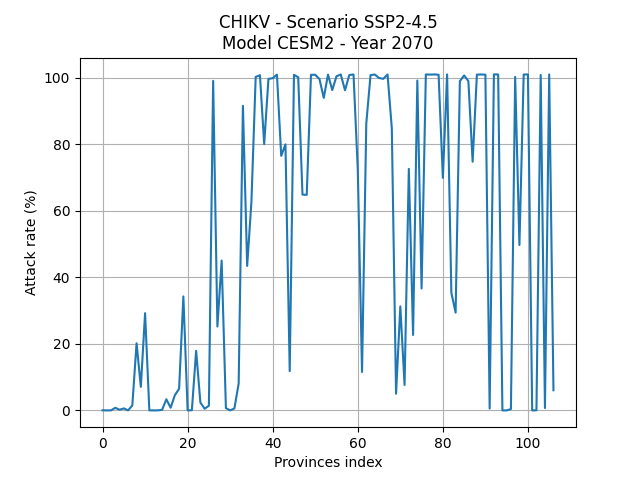 CHIKV - Scenario SSP2-4.5
Model CESM2 - Year 2070
100
80
60
40
20
0
Attack rate (%)
0 20 40 60 80 100
Provinces index